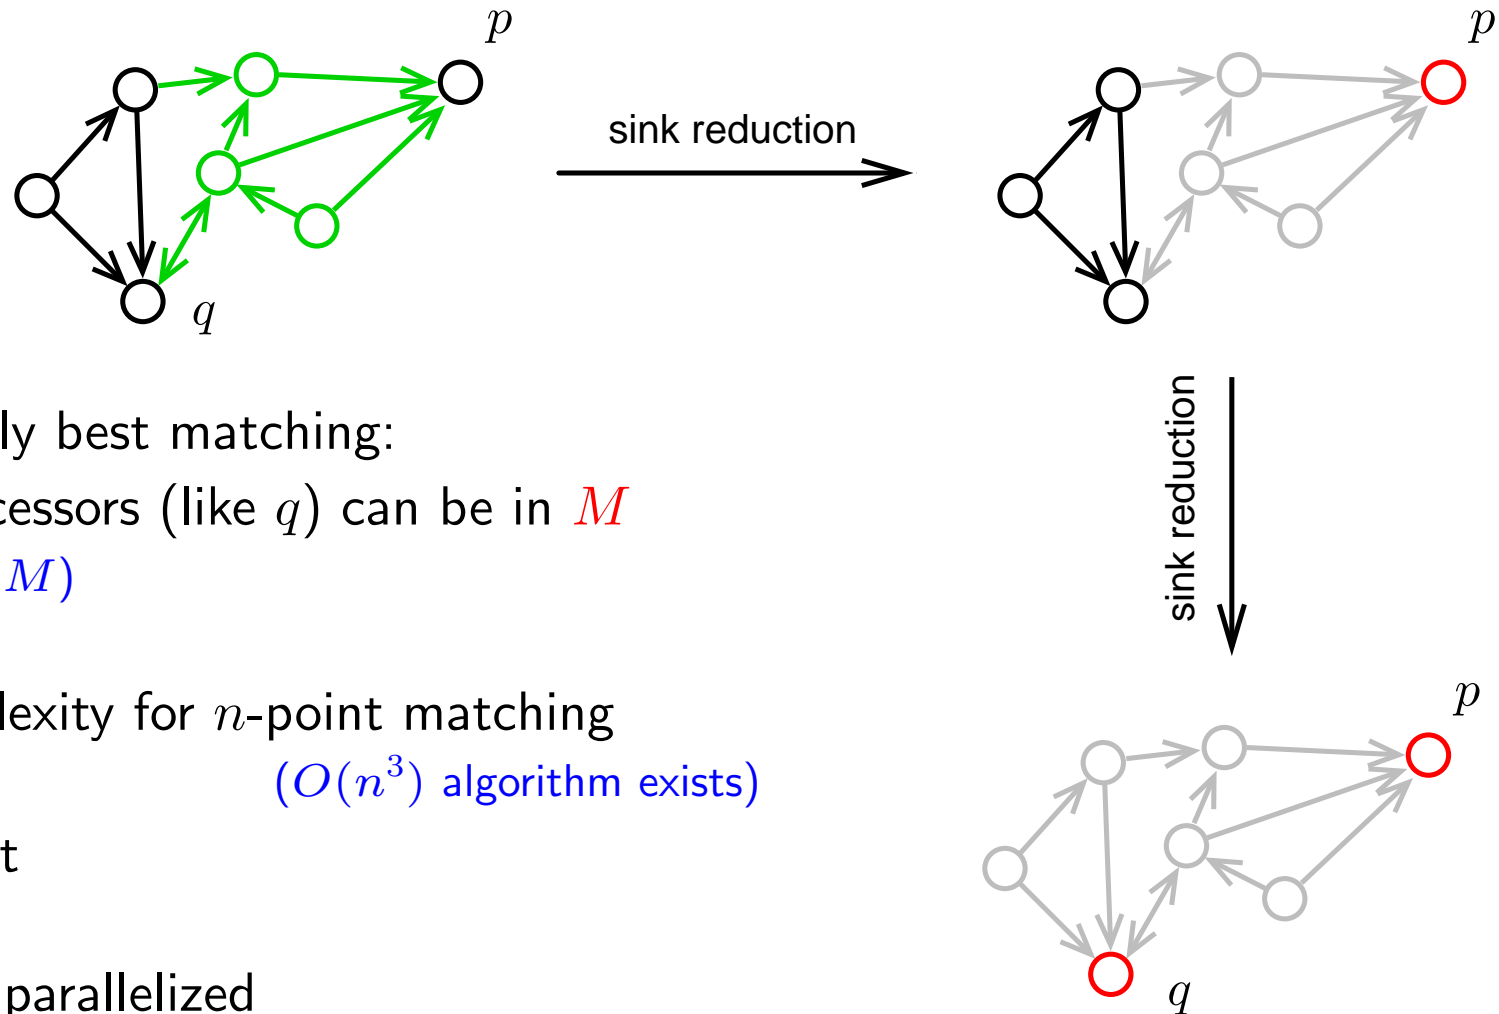 p
p
sink reduction
q
sink reduction
ly best matching:
cessors (like q) can be in M
M)
lexity for n-point matching
(O(n³) algorithm exists)
t
parallelized
p
q